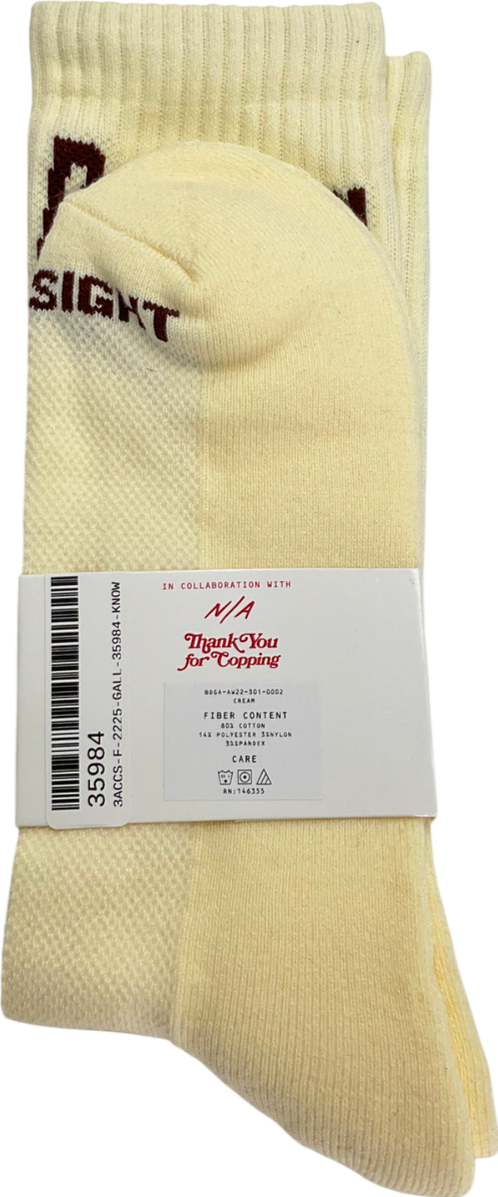 SIGHT
IN COLLABORATION WITH
N/A
Thank You
for Copping
BDGA-AW22-301-0002
CREAM
FIBER CONTENT
80% COTTON
14% POLYESTER 3%NYLON
3%SPANDEX
CARE
RN:146355
35984
3ACCS-F-2225-GALL-35984-KNOW